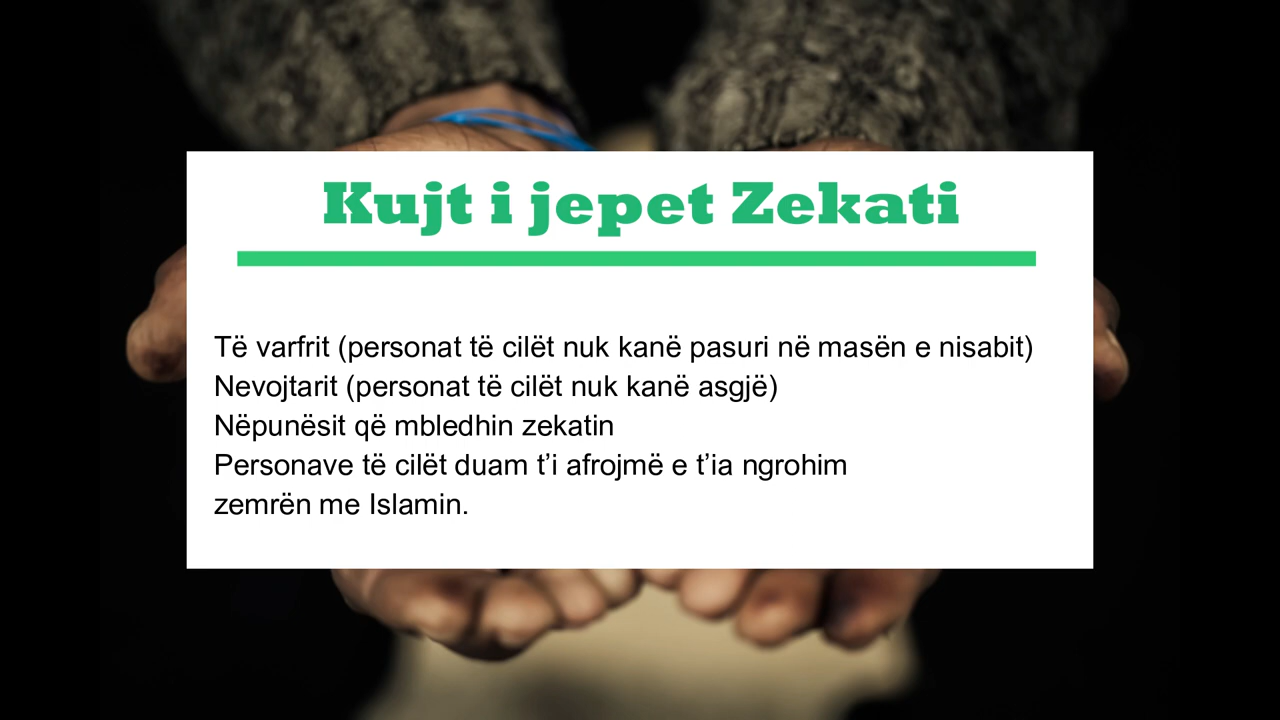 Kujt i jepet Zekati
Të varfrit (personat të cilët nuk kanë pasuri në masën e nisabit)
Nevojtarit (personat të cilët nuk kanë asgjë)
Nëpunësit që mbledhin zekatin
Personave të cilët duam t’i afrojmë e t’ia ngrohim
zemrën me Islamin.